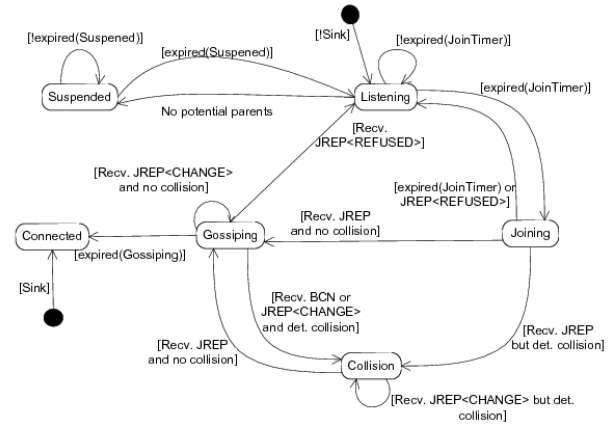 [!Sink]
[!expired(Suspened)]
[expired(Suspened)]
[!expired(JoinTimer)]
Suspended
Listening
[expired(JoinTimer)]
No potential parents
[Recv.
JREP<REFUSED>]
[Recv. JREP<CHANGE>
and no collision]
[expired(JoinTimer) or
JREP<REFUSED>]
[Recv. JREP
and no collision]
Connected
Gossiping
Joining
[expired(Gossiping)]
[Sink]
[Recv. BCN or
JREP<CHANGE>
and det. collision]
[Recv. JREP
and no collision]
[Recv. JREP
but det. collision]
Collision
[Recv. JREP<CHANGE> but det.
collision]